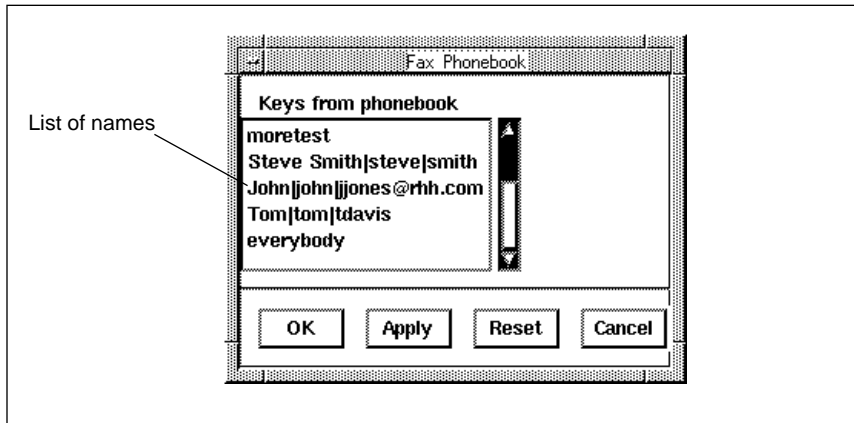 Fax Phonebook
Keys from phonebook
List of names
moretest
Steve Smith|steve|smith
John|john|jjones@rhh.com
Tom|tom|tdavis
everybody
OK Apply Reset Cancel